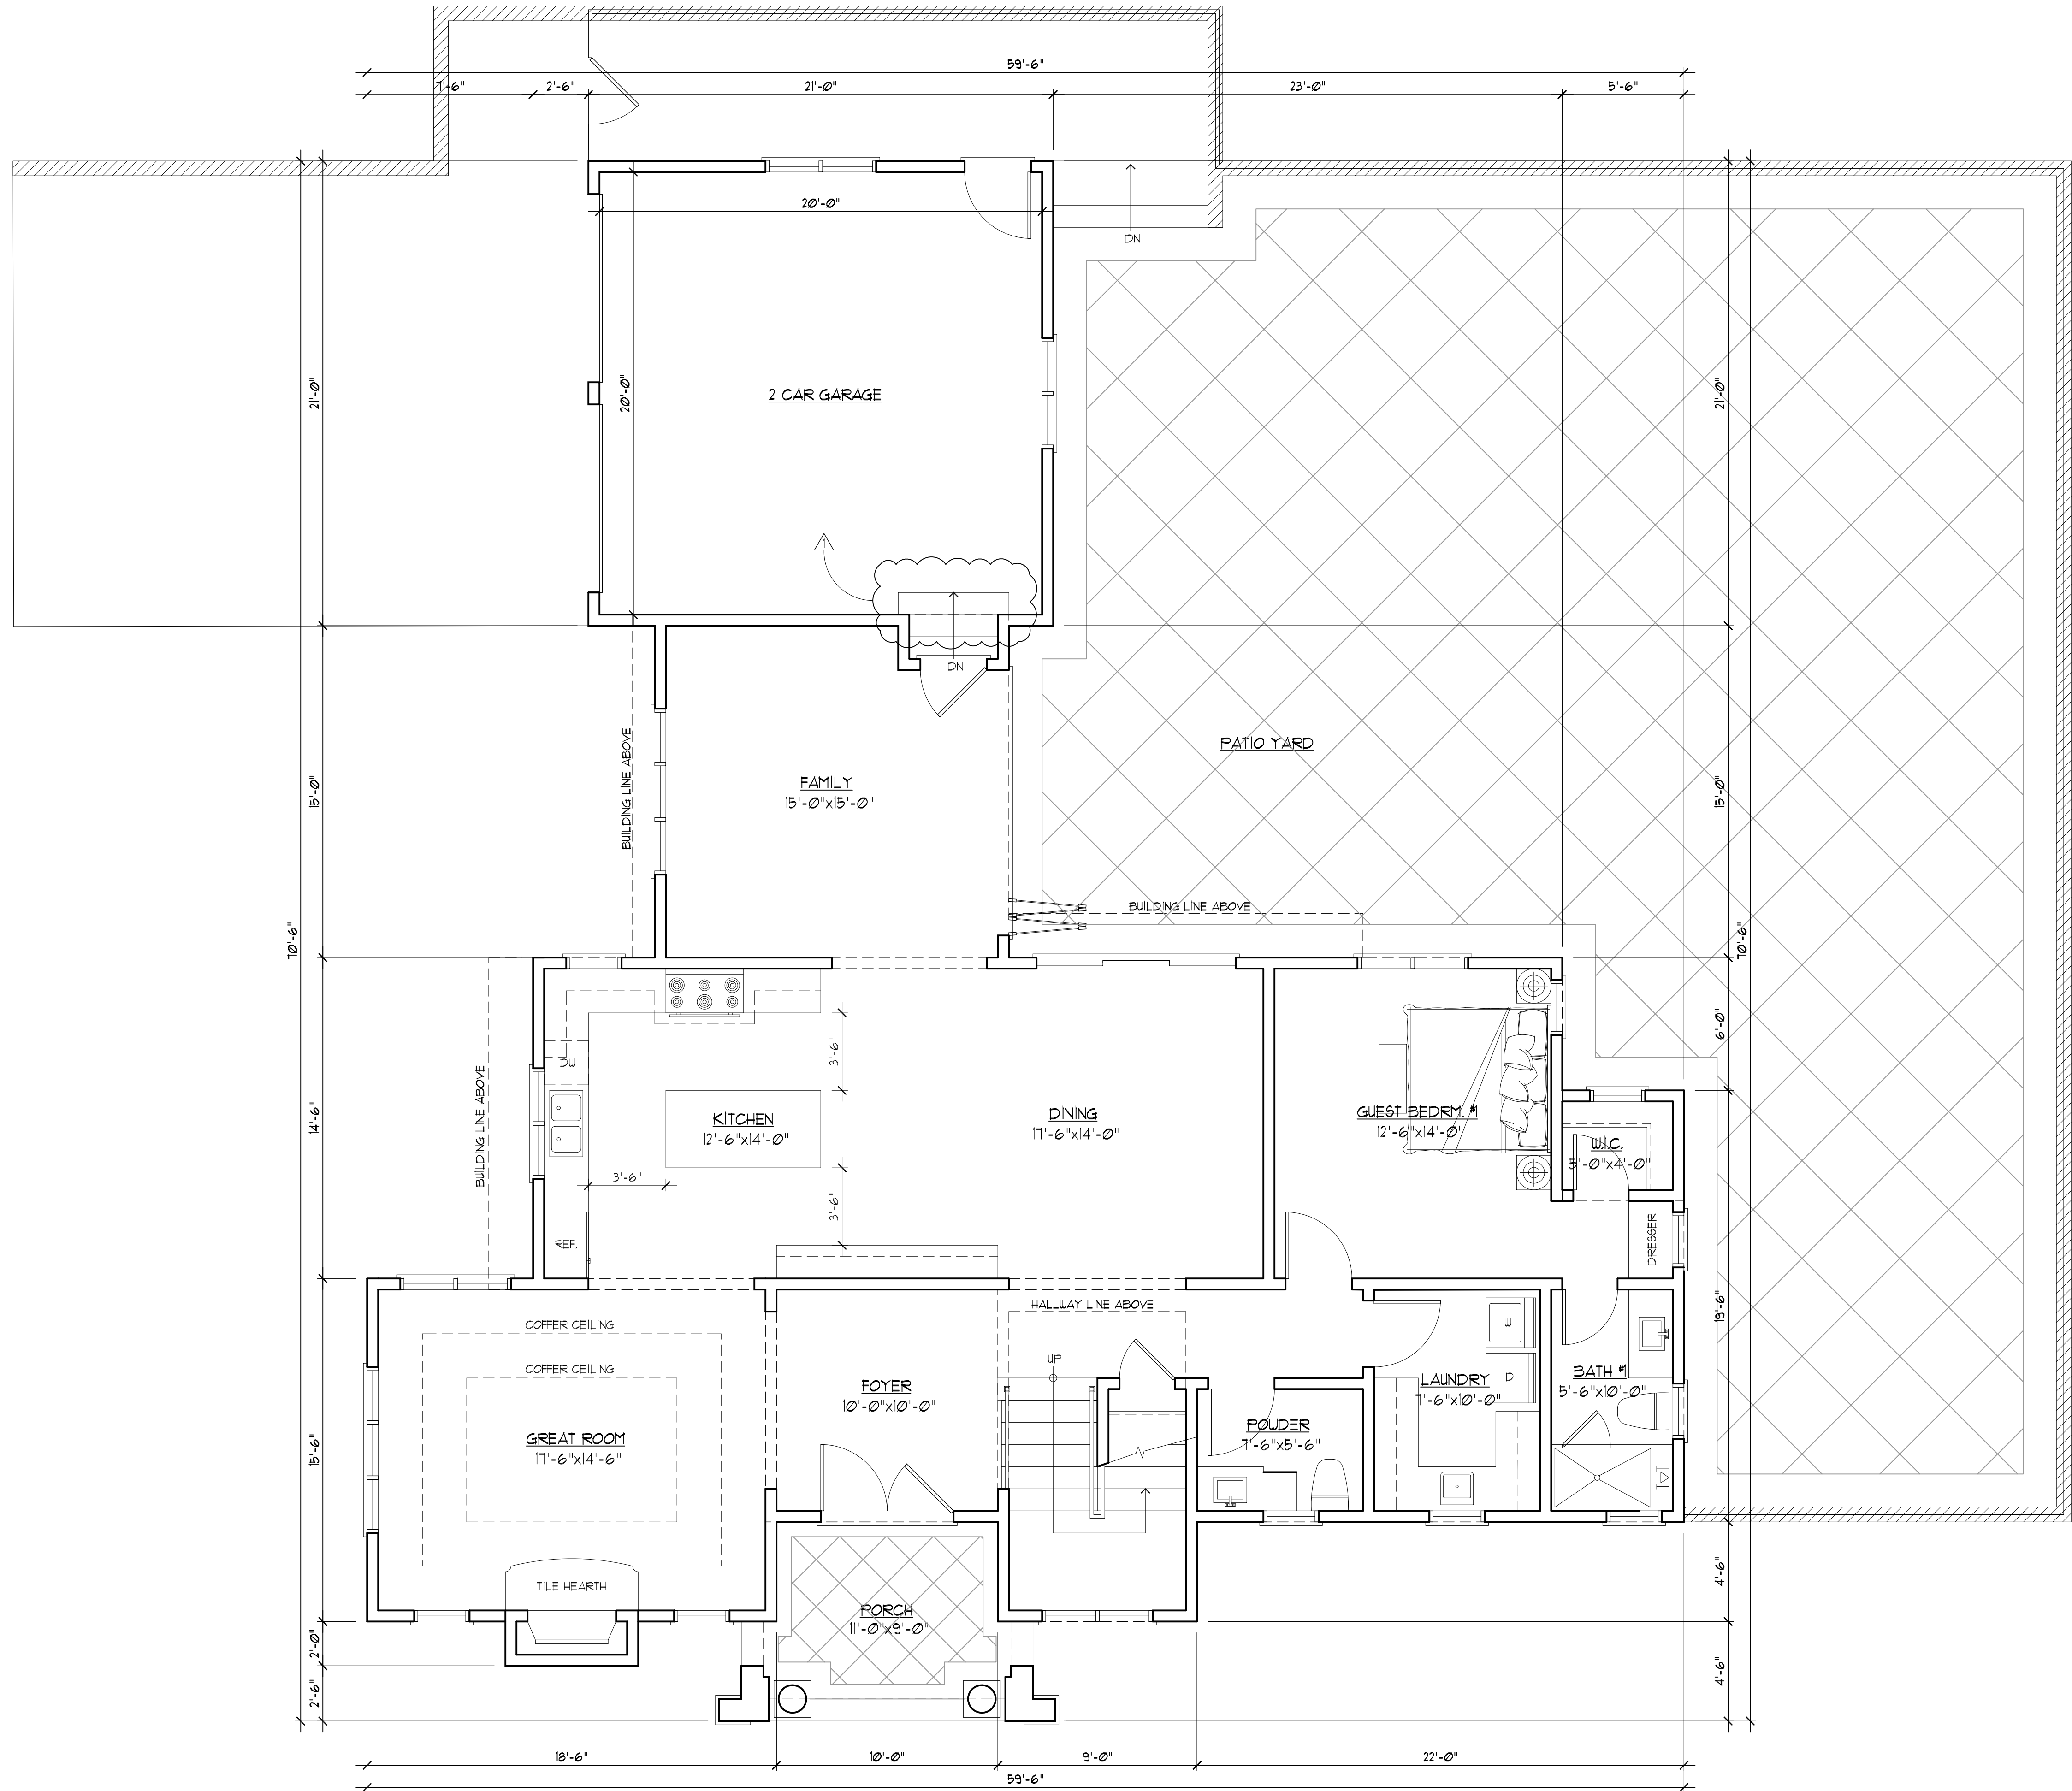 59'-6"
7'-6"
2'-6"
21'-0"
23'-0"
5'-6"
20'-0"
DN
21'-0"
20'-0"
2 CAR GARAGE
21'-0"
1
DN
BUILDING LINE ABOVE
PATIO YARD
FAMILY
15'-0"x15'-0"
15'-0"
15'-0"
BUILDING LINE ABOVE
70'-6"
70'-6"
6'-0"
3'-6"
DW
BUILDING LINE ABOVE
14'-6"
KITCHEN
12'-6"x14'-0"
DINING
17'-6"x14'-0"
GUEST BEDRM. #1
12'-6"x14'-0"
W.I.C.
5'-0"x4'-0"
3'-6"
3'-6"
REF.
DRESSER
19'-6"
HALLWAY LINE ABOVE
COFFER CEILING
COFFER CEILING
UP
W
D
FOYER
10'-0"x10'-0"
LAUNDRY
7'-6"x10'-0"
BATH #1
5'-6"x10'-0"
GREAT ROOM
17'-6"x14'-6"
POWDER
7'-6"x5'-6"
15'-6"
TILE HEARTH
4'-6"
PORCH
11'-0"x9'-0"
2'-0"
4'-6"
2'-6"
18'-6"
10'-0"
9'-0"
22'-0"
59'-6"